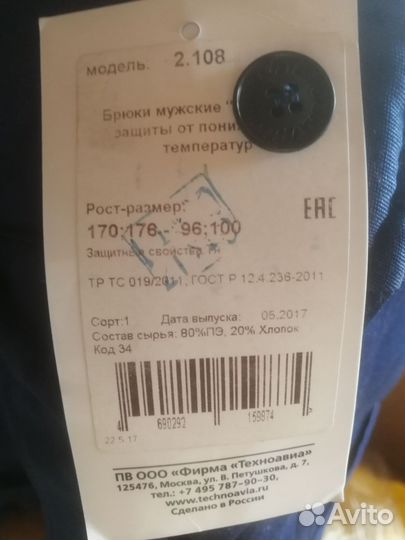 модель: 2.108
Брюки мужские "
защиты от пониж
температур
Рост-размер:
EAC
170;176 - 96;100
Защитные свойства: Тн
ТР ТС 019/2011, ГОСТ Р 12.4.236-2011
Сорт:1 Дата выпуска: 05.2017
Состав сырья: 80%ПЭ, 20% Хлопок
Код 34
4 690292 159874
22.5.17
ПВ ООО «Фирма «Техноавиа»
125476, Москва, ул. В. Петушкова, д. 7,
тел.: +7 495 787-90-30,
www.technoavia.ru
Сделано в России
Avito